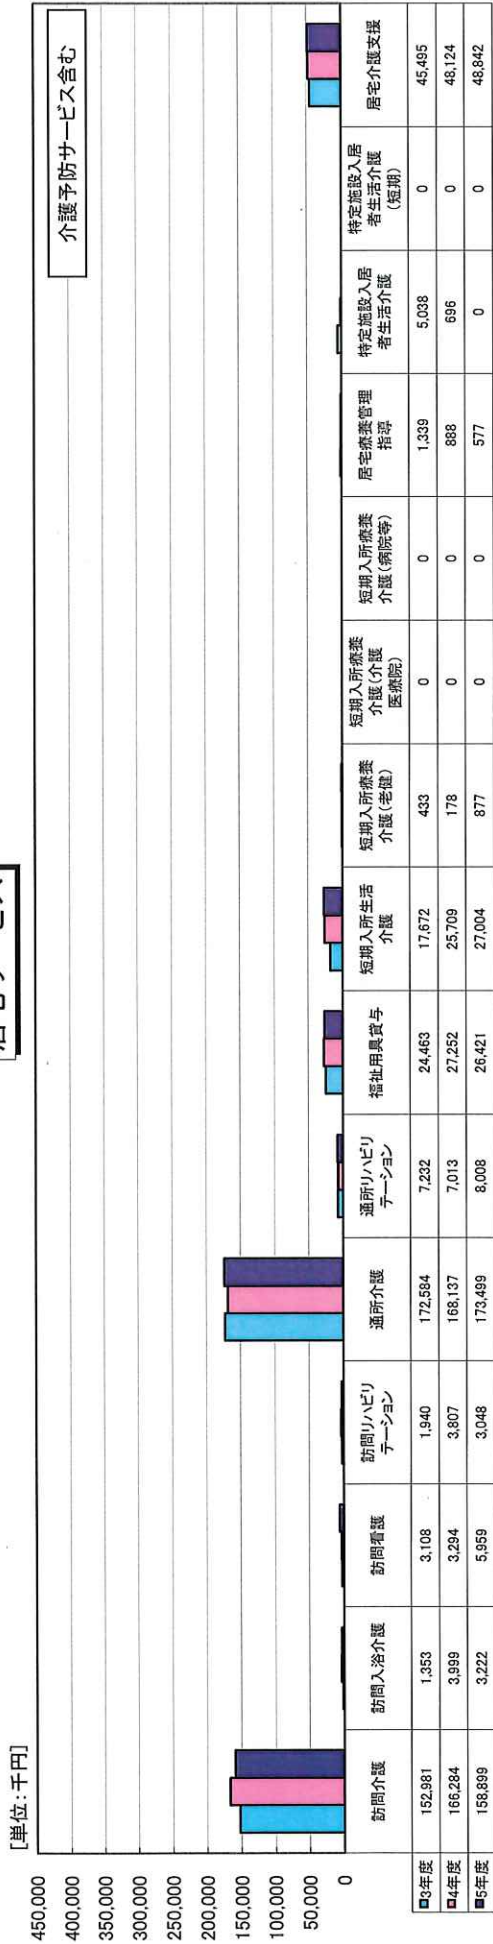 [単位:千円]
介護予防サービス含む
450,000
400,000
350,000
300,000
250,000
200,000
150,000
100,000
50,000
0
訪問介護
訪問入浴介護
訪問看護
訪問リハビリ
テーション
通所介護
通所リハビリ
テーション
福祉用具貸与
短期入所生活
介護
短期入所療養
介護(老健)
短期入所療養
介護(介護
医療院)
短期入所療養
介護(病院等)
居宅療養管理
指導
特定施設入居
者生活介護
特定施設入居
者生活介護
(短期)
居宅介護支援
3年度 152,981 1,353 3,108 1,940 172,584 7,232 24,463 17,672 433 0 0 1,339 5,038 0 45,495
4年度 166,284 3,999 3,294 3,807 168,137 7,013 27,252 25,709 178 0 0 888 696 0 48,124
5年度 158,899 3,222 5,959 3,048 173,499 8,008 26,421 27,004 877 0 0 577 0 0 48,842